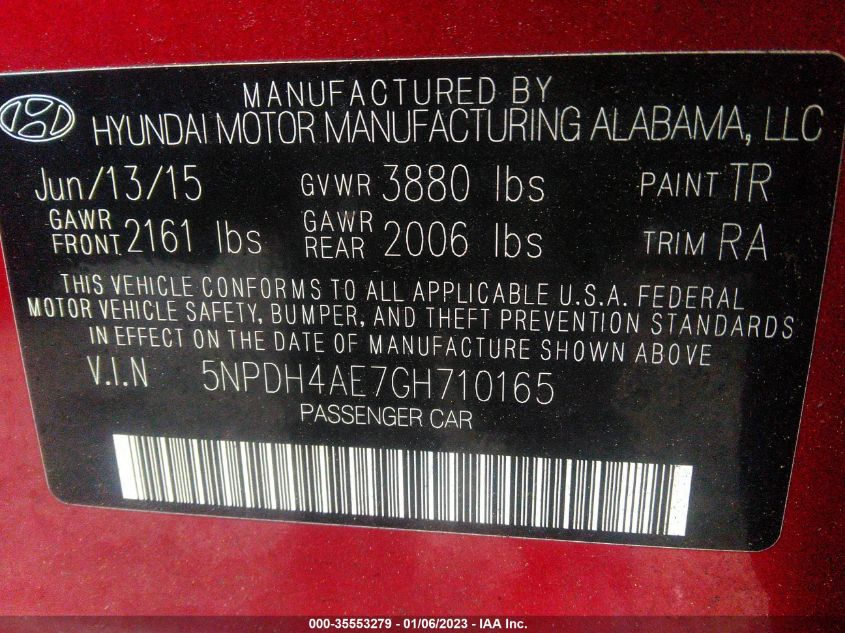 MANUFACTURED BY
HYUNDAI MOTOR MANUFACTURING ALABAMA, LLC
Jun/13/15 GVWR 3880 lbs PAINT TR
GAWR FRONT 2161 lbs GAWR REAR 2006 lbs TRIM RA
THIS VEHICLE CONFORMS TO ALL APPLICABLE U.S.A. FEDERAL
MOTOR VEHICLE SAFETY, BUMPER, AND THEFT PREVENTION STANDARDS
IN EFFECT ON THE DATE OF MANUFACTURE SHOWN ABOVE
V.I.N 5NPDH4AE7GH710165
PASSENGER CAR
000-35553279 - 01/06/2023 - IAA Inc.